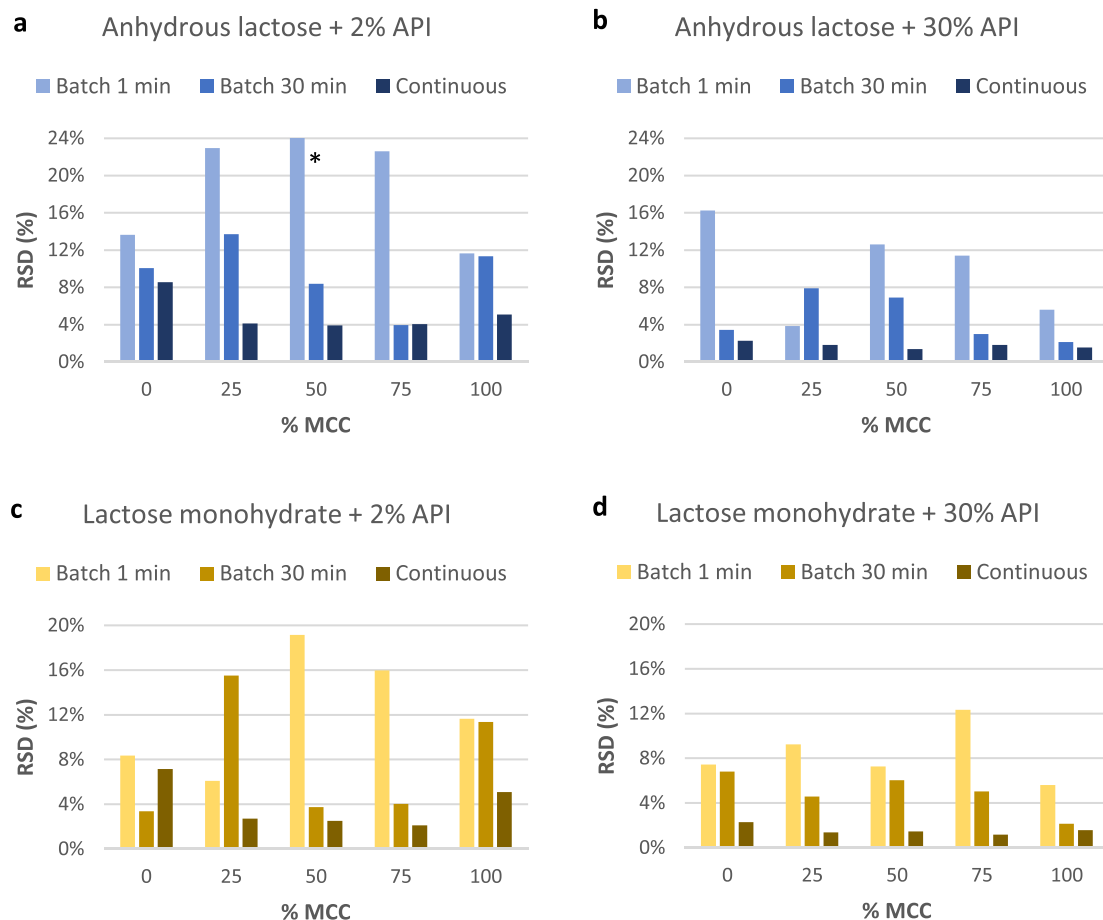 a Anhydrous lactose + 2% API
Batch 1 min Batch 30 min Continuous
24%
20%
16%
12%
8%
4%
0%
RSD (%)
*
0 25 50 75 100
% MCC
b Anhydrous lactose + 30% API
Batch 1 min Batch 30 min Continuous
24%
20%
16%
12%
8%
4%
0%
RSD (%)
0 25 50 75 100
% MCC
c Lactose monohydrate + 2% API
Batch 1 min Batch 30 min Continuous
20%
16%
12%
8%
4%
0%
RSD (%)
0 25 50 75 100
% MCC
d Lactose monohydrate + 30% API
Batch 1 min Batch 30 min Continuous
20%
16%
12%
8%
4%
0%
RSD (%)
0 25 50 75 100
% MCC